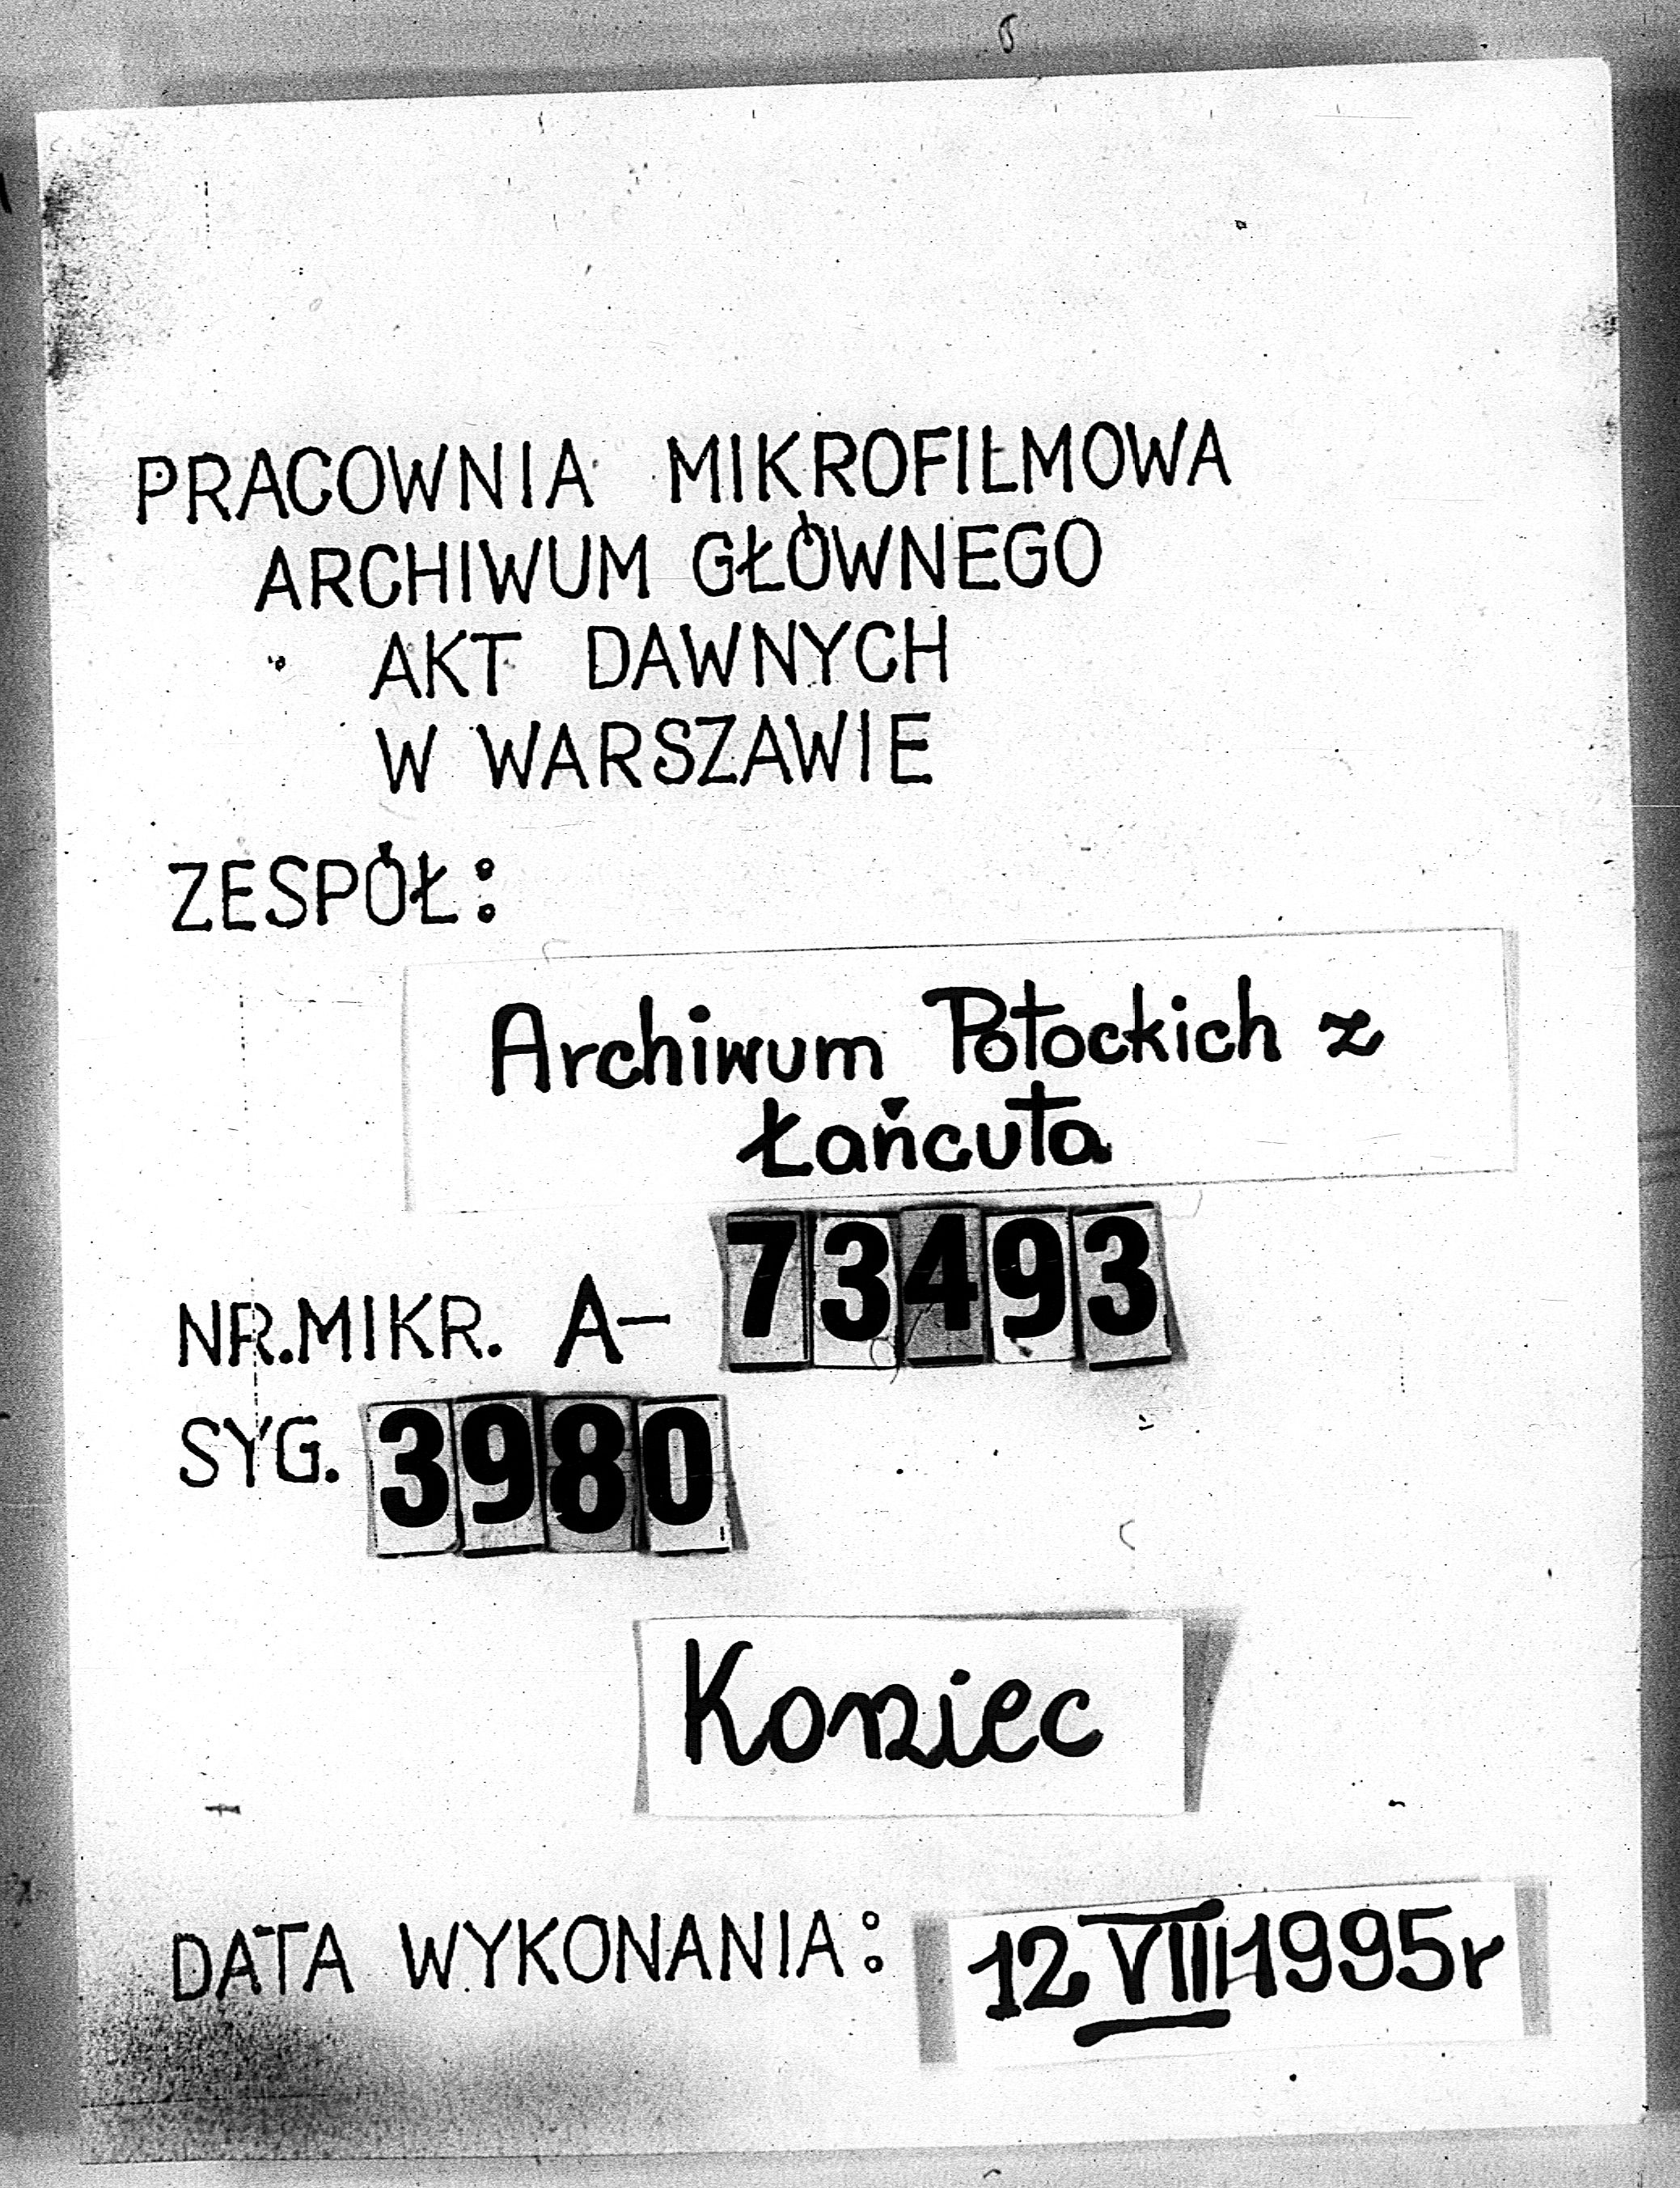 PRACOWNIA MIKROFILMOWA
ARCHIWUM GŁÓWNEGO
AKT DAWNYCH
W WARSZAWIE
ZESPÓŁ:
Archiwum Potockich z
Łańcuta
NR.MIKR. A- 73493
SYG. 3980
Koniec
DATA WYKONANIA: 12 VIII 1995r